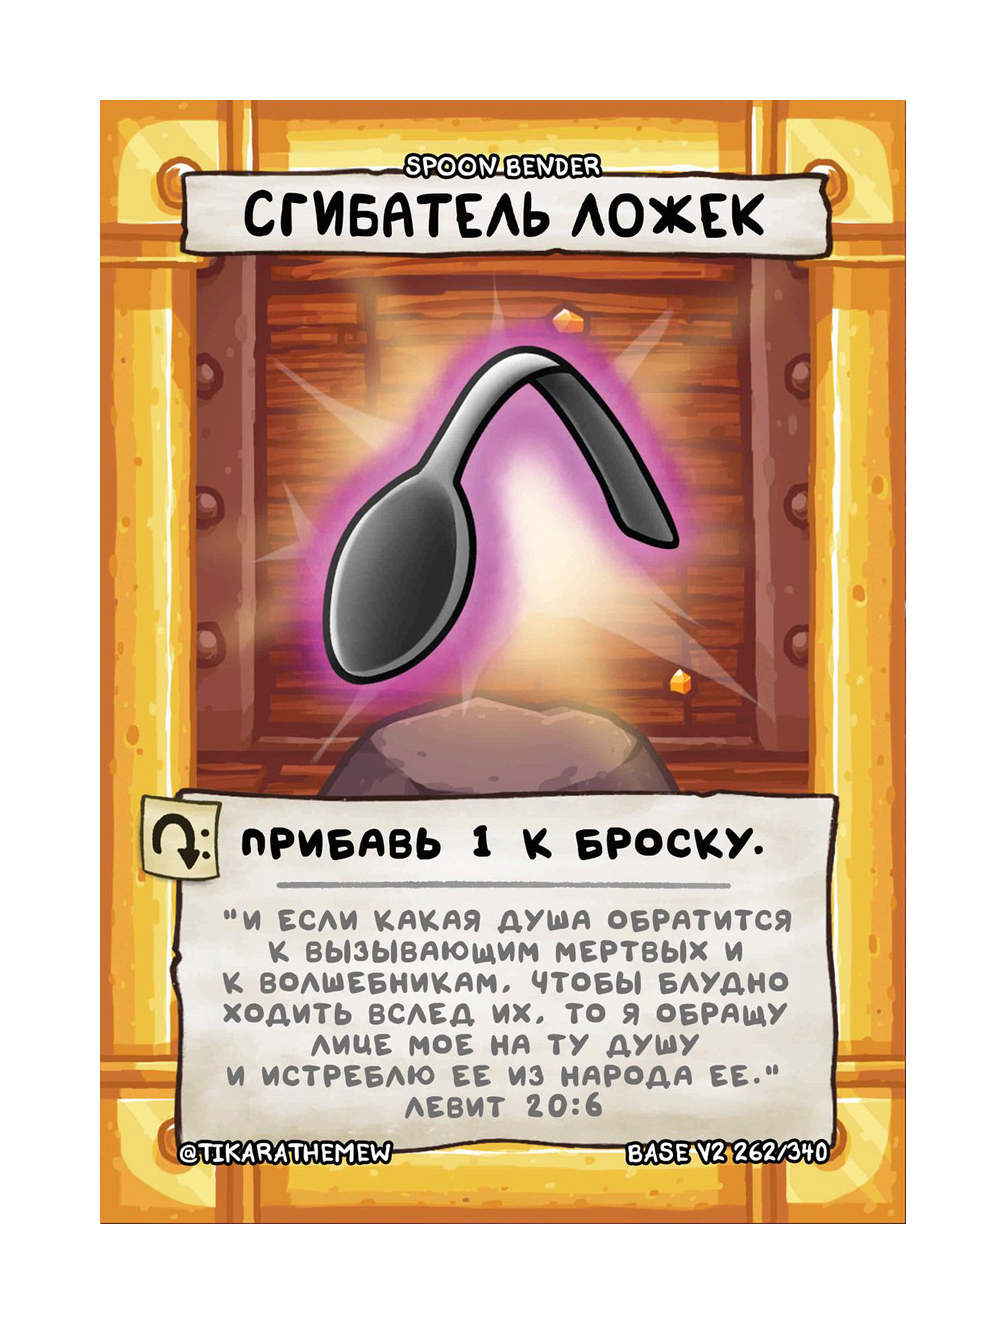 SPOON BENDER
СГИБАТЕЛЬ ЛОЖЕК
ПРИБАВЬ 1 К БРОСКУ.
"И ЕСЛИ КАКАЯ ДУША ОБРАТИТСЯ
К ВЫЗЫВАЮЩИМ МЕРТВЫХ И
К ВОЛШЕБНИКАМ, ЧТОБЫ БЛУДНО
ХОДИТЬ ВСЛЕД ИХ, ТО Я ОБРАЩУ
ЛИЦЕ МОЕ НА ТУ ДУШУ
И ИСТРЕБЛЮ ЕЕ ИЗ НАРОДА ЕЕ."
ЛЕВИТ 20:6
@TIKARATHEMEW
BASE V2 262/340